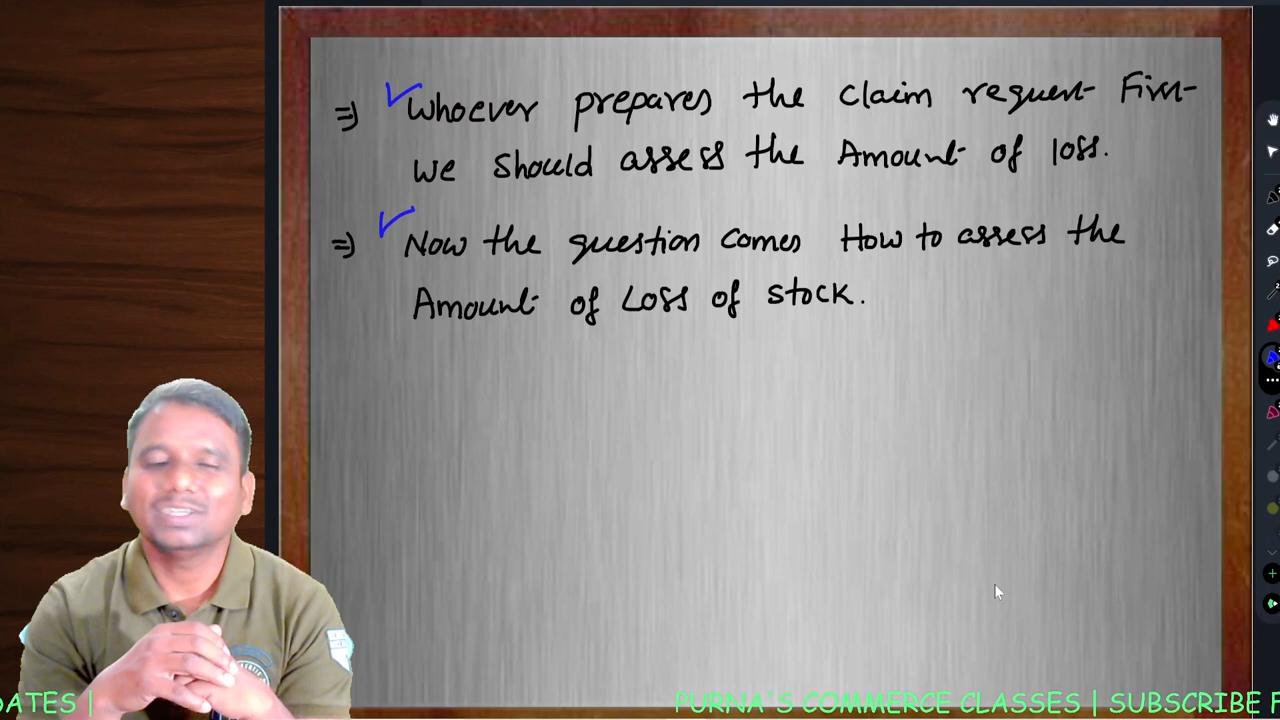 ⇒ Whoever prepares the claim request First
we should assess the Amount of loss.
⇒ Now the question comes How to assess the
Amount of Loss of stock.
DATES | PURNA'S COMMERCE CLASSES | SUBSCRIBE F